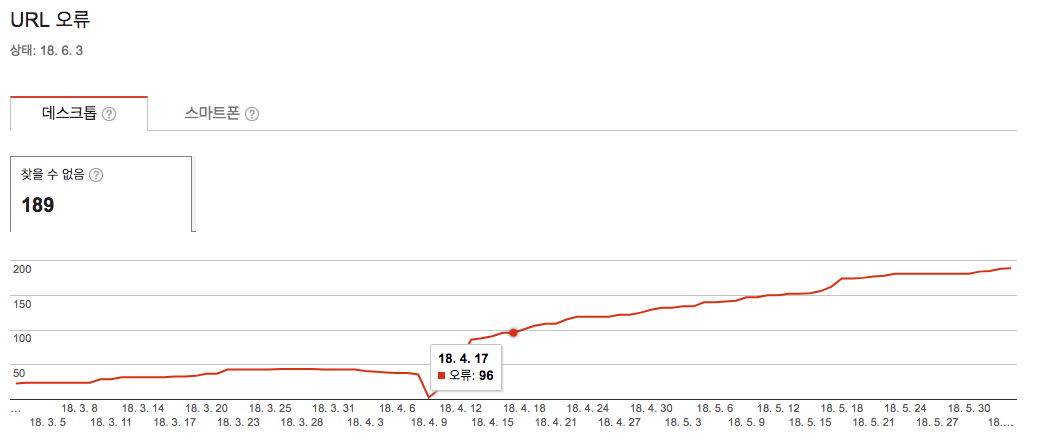 URL 오류
상태: 18. 6. 3
데스크톱 ?
스마트폰 ?
찾을 수 없음 ?
189
200
150
100
50
18. 4. 17
오류: 96
... 18. 3. 8 18. 3. 14 18. 3. 20 18. 3. 25 18. 3. 31 18. 4. 6 18. 4. 12 18. 4. 18 18. 4. 24 18. 4. 30 18. 5. 6 18. 5. 12 18. 5. 18 18. 5. 24 18. 5. 30
18. 3. 5 18. 3. 11 18. 3. 17 18. 3. 23 18. 3. 28 18. 4. 3 18. 4. 9 18. 4. 15 18. 4. 21 18. 4. 27 18. 5. 3 18. 5. 9 18. 5. 15 18. 5. 21 18. 5. 27 18....